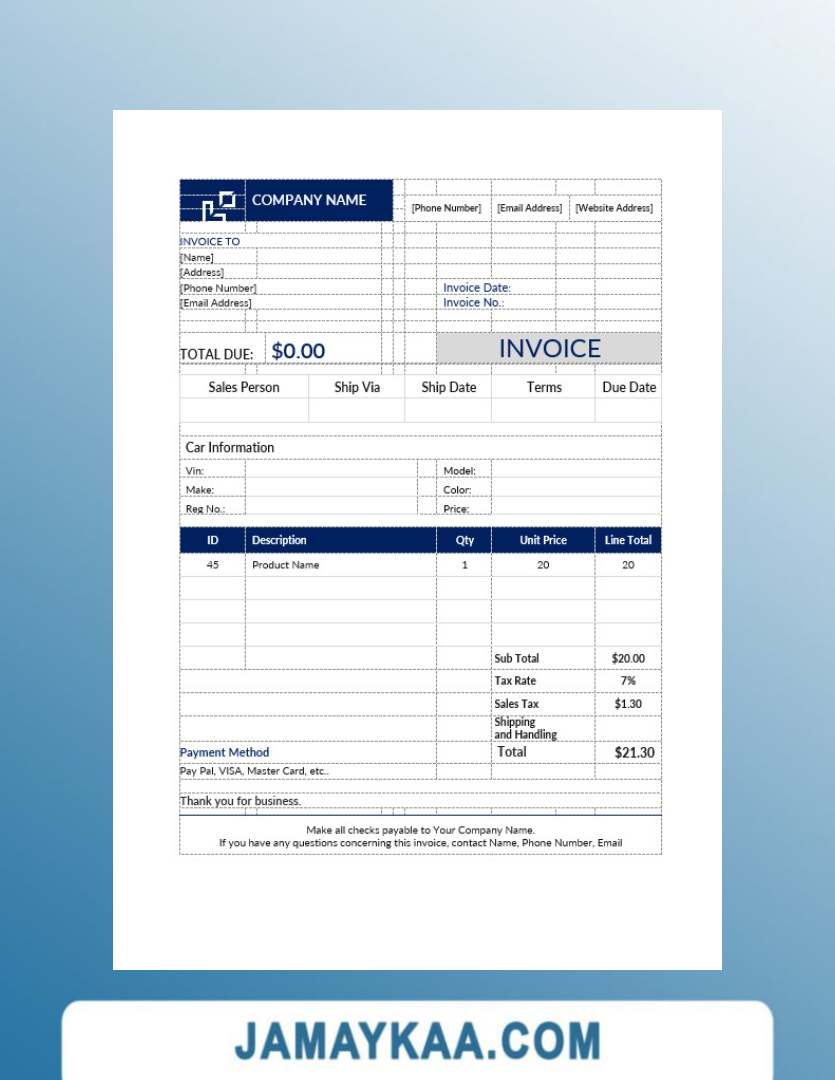 COMPANY NAME
[Phone Number] [Email Address] [Website Address]
INVOICE TO
[Name]
[Address]
[Phone Number] Invoice Date:
[Email Address] Invoice No.:
TOTAL DUE: $0.00 INVOICE
Sales Person Ship Via Ship Date Terms Due Date
Car Information
Vin: Model:
Make: Color:
Reg No.: Price:
ID Description Qty Unit Price Line Total
45 Product Name 1 20 20
Sub Total $20.00
Tax Rate 7%
Sales Tax $1.30
Shipping
and Handling
Payment Method Total $21.30
Pay Pal, VISA, Master Card, etc..
Thank you for business.
Make all checks payable to Your Company Name.
If you have any questions concerning this invoice, contact Name, Phone Number, Email
JAMAYKAA.COM